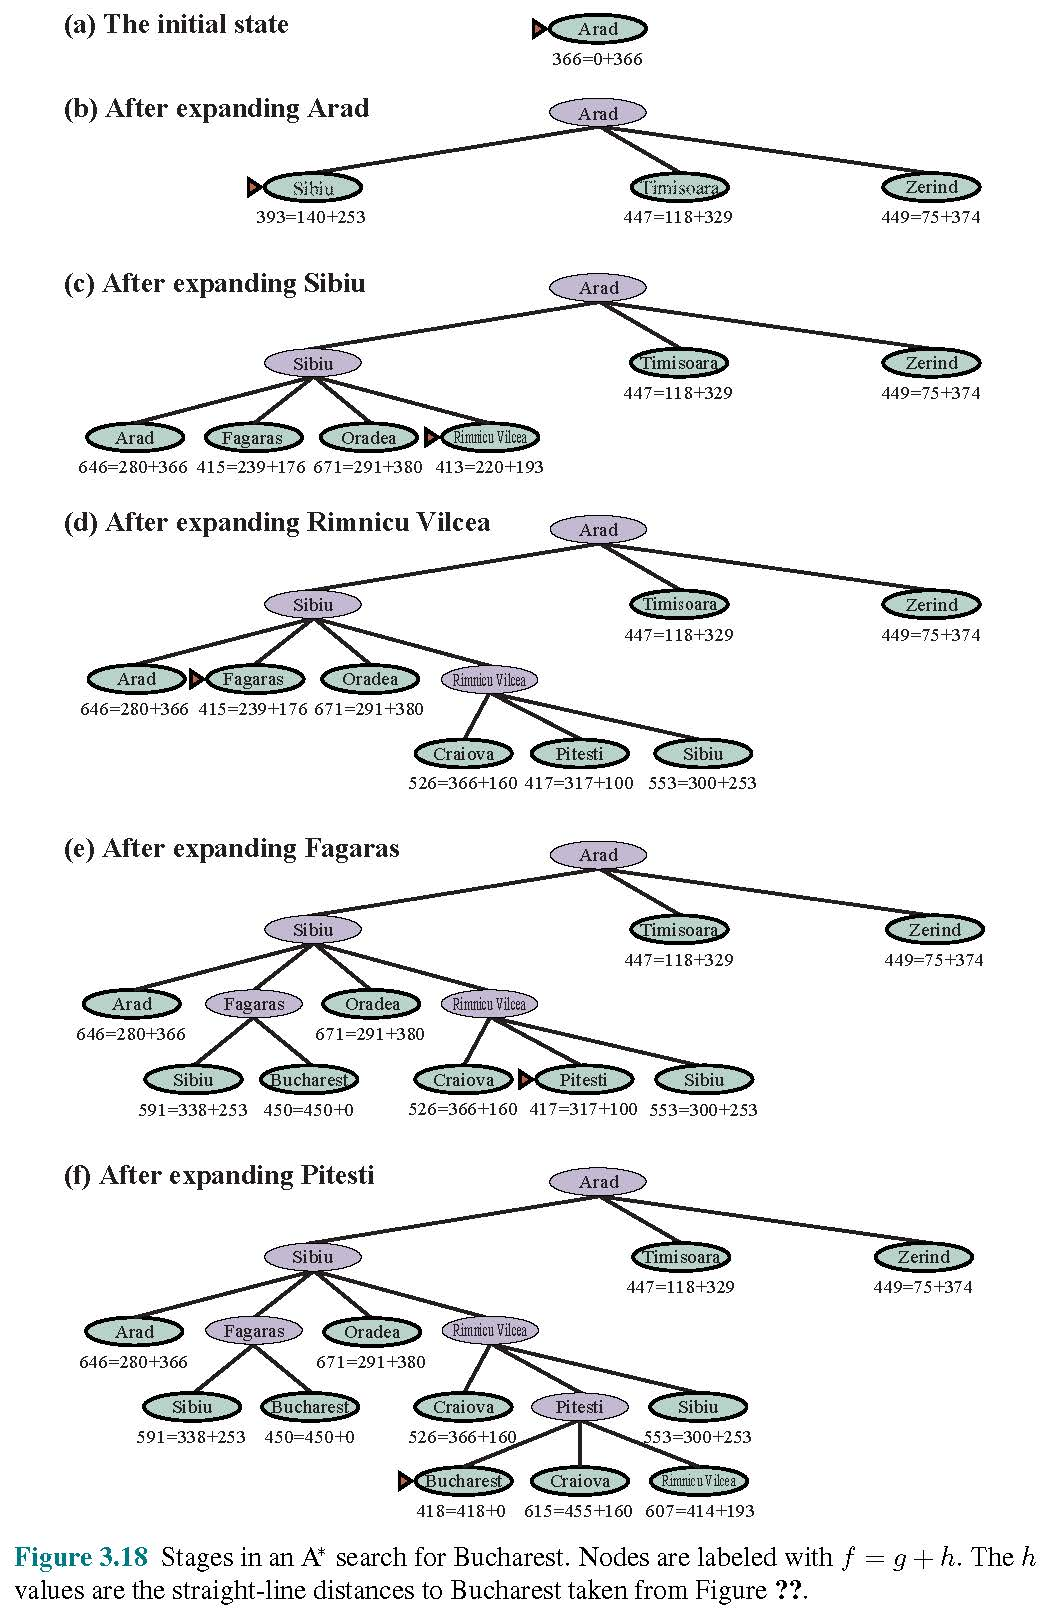 (a) The initial state
Arad
366=0+366
(b) After expanding Arad
Arad
Sibiu Timisoara Zerind
393=140+253 447=118+329 449=75+374
(c) After expanding Sibiu
Arad
Sibiu Timisoara Zerind
447=118+329 449=75+374
Arad Fagaras Oradea Rimnicu Vilcea
646=280+366 415=239+176 671=291+380 413=220+193
(d) After expanding Rimnicu Vilcea
Arad
Sibiu Timisoara Zerind
447=118+329 449=75+374
Arad Fagaras Oradea Rimnicu Vilcea
646=280+366 415=239+176 671=291+380
Craiova Pitesti Sibiu
526=366+160 417=317+100 553=300+253
(e) After expanding Fagaras
Arad
Sibiu Timisoara Zerind
447=118+329 449=75+374
Arad Fagaras Oradea Rimnicu Vilcea
646=280+366 671=291+380
Sibiu Bucharest Craiova Pitesti Sibiu
591=338+253 450=450+0 526=366+160 417=317+100 553=300+253
(f) After expanding Pitesti
Arad
Sibiu Timisoara Zerind
447=118+329 449=75+374
Arad Fagaras Oradea Rimnicu Vilcea
646=280+366 671=291+380
Sibiu Bucharest Craiova Pitesti Sibiu
591=338+253 450=450+0 526=366+160 553=300+253
Bucharest Craiova Rimnicu Vilcea
418=418+0 615=455+160 607=414+193
Figure 3.18 Stages in an A* search for Bucharest. Nodes are labeled with f = g + h. The h
values are the straight-line distances to Bucharest taken from Figure ??.